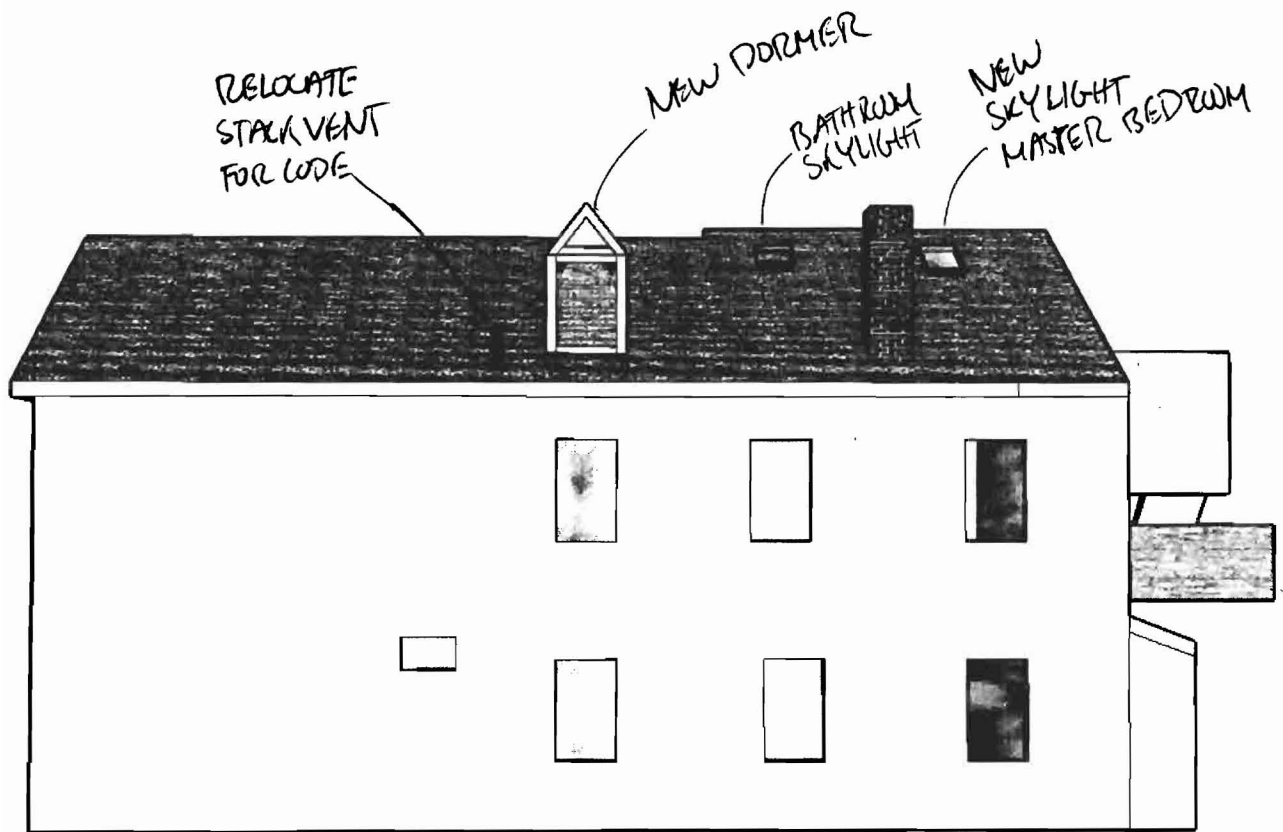 RELOCATE
STACK VENT
FOR CODE
NEW DORMER
BATHROOM
SKYLIGHT
NEW
SKYLIGHT
MASTER BEDROOM